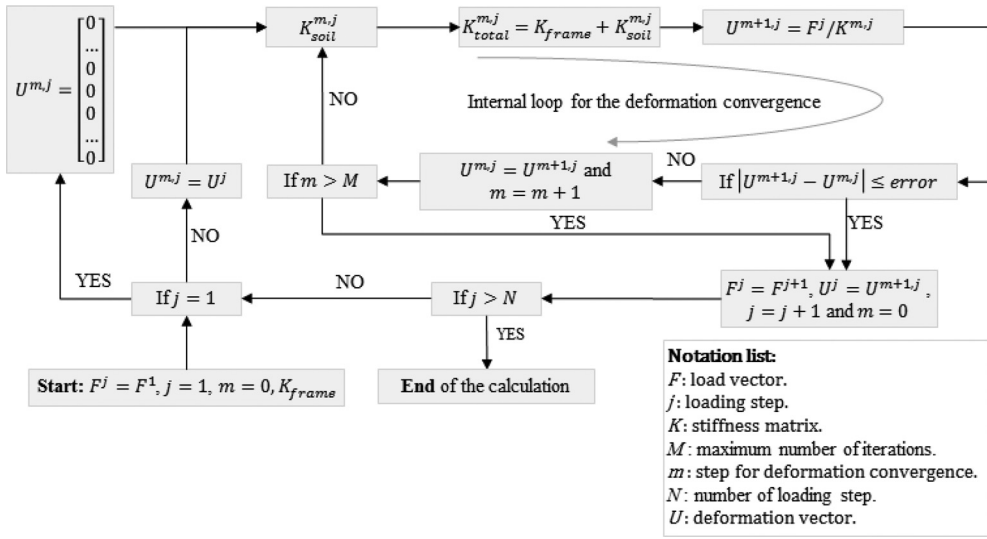 U^{m,j} = [0 ... 0 0 0 ... 0]
K_{soil}^{m,j}
K_{total}^{m,j} = K_{frame} + K_{soil}^{m,j}
U^{m+1,j} = F^j/K^{m,j}
NO
Internal loop for the deformation convergence
U^{m,j} = U^j
If m > M
U^{m,j} = U^{m+1,j} and
m = m + 1
NO
If |U^{m+1,j} − U^{m,j}| ≤ error
YES
YES
NO
YES
If j = 1
NO
If j > N
F^j = F^{j+1}, U^j = U^{m+1,j},
j = j + 1 and m = 0
YES
Start: F^j = F^1, j = 1, m = 0, K_{frame}
End of the calculation
Notation list:
F: load vector.
j: loading step.
K: stiffness matrix.
M: maximum number of iterations.
m: step for deformation convergence.
N: number of loading step.
U: deformation vector.